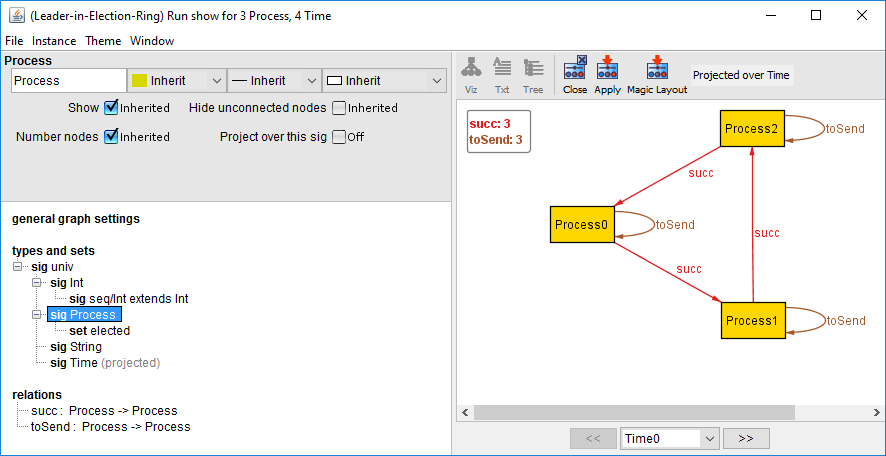 (Leader-in-Election-Ring) Run show for 3 Process, 4 Time
File Instance Theme Window
Process
Process Inherit Inherit Inherit
Show Inherited Hide unconnected nodes Inherited
Number nodes Inherited Project over this sig Off
general graph settings
types and sets
sig univ
sig Int
sig seq/Int extends Int
sig Process
set elected
sig String
sig Time (projected)
relations
succ : Process -> Process
toSend : Process -> Process
Viz Txt Tree Close Apply Magic Layout Projected over Time
succ: 3
toSend: 3
Process2 toSend
succ
Process0 toSend
succ
succ
Process1 toSend
<< Time0 >>